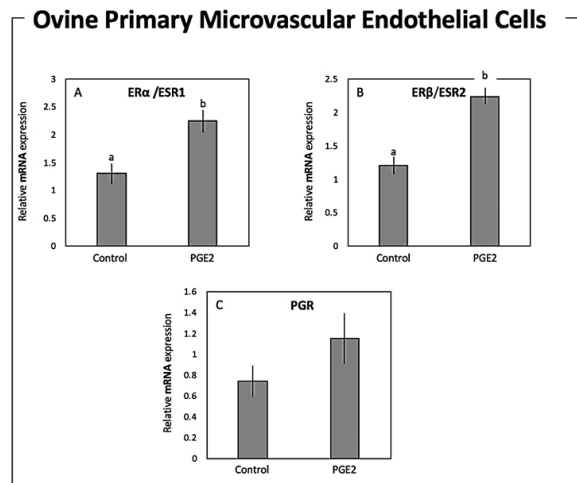 Ovine Primary Microvascular Endothelial Cells
A
ERα /ESR1
Relative mRNA expression
3
2.5
2
1.5
1
0.5
0
a
b
Control
PGE2
B
ERβ/ESR2
Relative mRNA expression
2.5
2
1.5
1
0.5
0
a
b
Control
PGE2
C
PGR
Relative mRNA expression
1.6
1.4
1.2
1
0.8
0.6
0.4
0.2
0
Control
PGE2